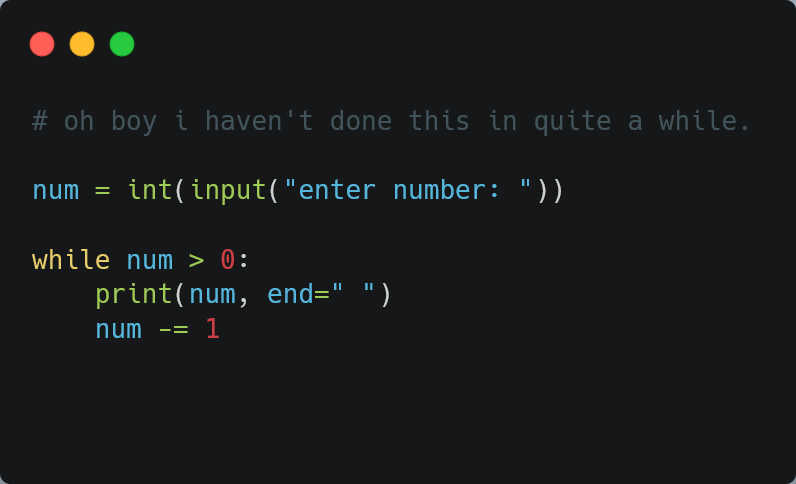 # oh boy i haven't done this in quite a while.
num = int(input("enter number: "))
while num > 0:
    print(num, end=" ")
    num -= 1